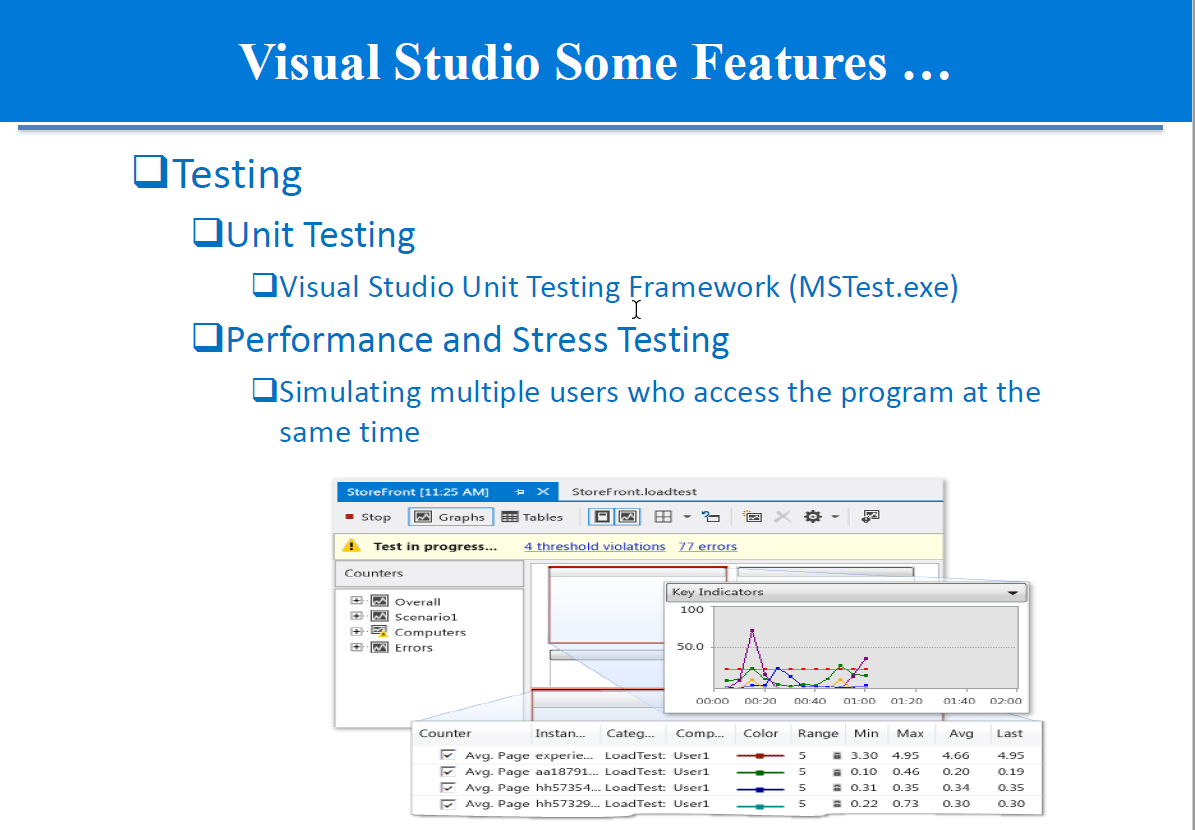 Visual Studio Some Features …
Testing
Unit Testing
Visual Studio Unit Testing Framework (MSTest.exe)
Performance and Stress Testing
Simulating multiple users who access the program at the
same time
StoreFront [11:25 AM] StoreFront.loadtest
Stop Graphs Tables
Test in progress... 4 threshold violations 77 errors
Counters
Overall
Scenario1
Computers
Errors
Key Indicators
100
50.0
00:00 00:20 00:40 01:00 01:20 01:40 02:00
Counter Instan... Categ... Comp... Color Range Min Max Avg Last
Avg. Page experie... LoadTest: User1 5 3.30 4.95 4.66 4.95
Avg. Page aa18791... LoadTest: User1 5 0.10 0.46 0.20 0.19
Avg. Page hh57354... LoadTest: User1 5 0.31 0.35 0.34 0.35
Avg. Page hh57329... LoadTest: User1 5 0.22 0.73 0.30 0.30